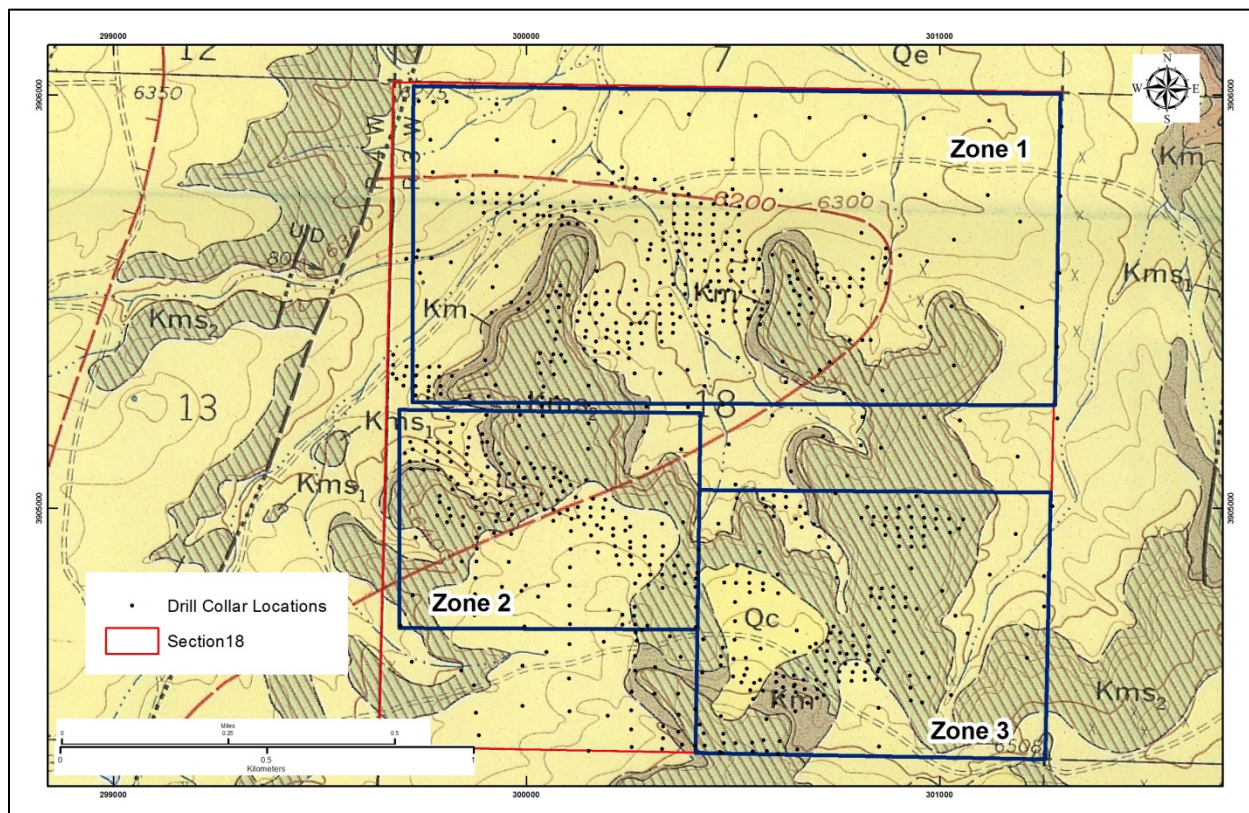 299000
300000
301000
12
7
Qe
N
W
E
S
6350
3906000
3906000
R 4 W
R 3 W
Zone 1
Km
6200
6300
U/D
80
6300
Kms1
Km
Km
Kms2
13
18
Kms2
Kms1
Kms1
3905000
3905000
Drill Collar Locations
Section18
Zone 2
Qc
Km
Kms2
Zone 3
6508
Miles
0
0.25
0.5
0
0.5
1
Kilometers
299000
300000
301000